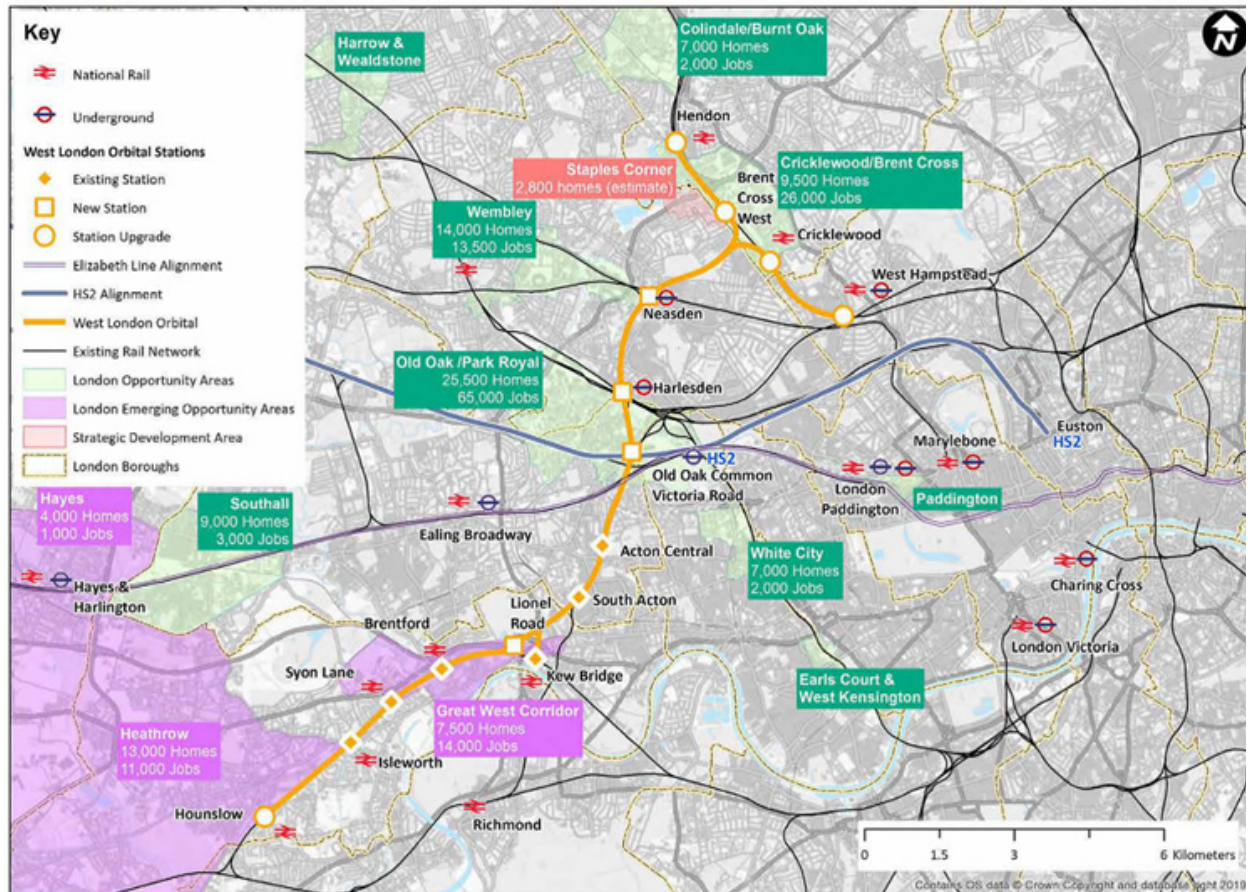 Key
National Rail
Underground
West London Orbital Stations
Existing Station
New Station
Station Upgrade
Elizabeth Line Alignment
HS2 Alignment
West London Orbital
Existing Rail Network
London Opportunity Areas
London Emerging Opportunity Areas
Strategic Development Area
London Boroughs
Harrow &
Wealdstone
Colindale/Burnt Oak
7,000 Homes
2,000 Jobs
N
Hendon
Staples Corner
2,800 homes (estimate)
Brent
Cross
West
Cricklewood/Brent Cross
9,500 Homes
26,000 Jobs
Wembley
14,000 Homes
13,500 Jobs
Cricklewood
West Hampstead
Neasden
Old Oak /Park Royal
25,500 Homes
65,000 Jobs
Harlesden
Euston
HS2
Marylebone
HS2
Old Oak Common
Victoria Road
London
Paddington
Paddington
Hayes
4,000 Homes
1,000 Jobs
Southall
9,000 Homes
3,000 Jobs
Ealing Broadway
Hayes &
Harlington
Acton Central
White City
7,000 Homes
2,000 Jobs
Charing Cross
South Acton
Lionel
Road
Brentford
London Victoria
Syon Lane
Kew Bridge
Earls Court &
West Kensington
Great West Corridor
7,500 Homes
14,000 Jobs
Heathrow
13,000 Homes
11,000 Jobs
Isleworth
Hounslow
Richmond
0 1.5 3 6 Kilometers
Contains OS data © Crown Copyright and database right 2019